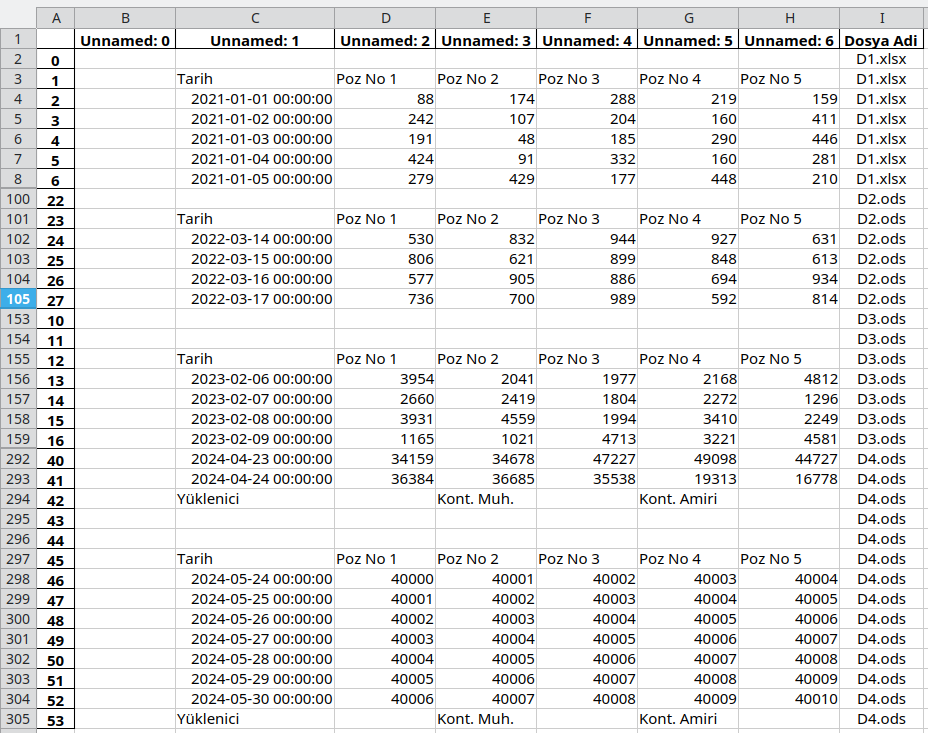 A B C D E F G H I
1 Unnamed: 0 Unnamed: 1 Unnamed: 2 Unnamed: 3 Unnamed: 4 Unnamed: 5 Unnamed: 6 Dosya Adi
2 0 D1.xlsx
3 1 Tarih Poz No 1 Poz No 2 Poz No 3 Poz No 4 Poz No 5 D1.xlsx
4 2 2021-01-01 00:00:00 88 174 288 219 159 D1.xlsx
5 3 2021-01-02 00:00:00 242 107 204 160 411 D1.xlsx
6 4 2021-01-03 00:00:00 191 48 185 290 446 D1.xlsx
7 5 2021-01-04 00:00:00 424 91 332 160 281 D1.xlsx
8 6 2021-01-05 00:00:00 279 429 177 448 210 D1.xlsx
100 22 D2.ods
101 23 Tarih Poz No 1 Poz No 2 Poz No 3 Poz No 4 Poz No 5 D2.ods
102 24 2022-03-14 00:00:00 530 832 944 927 631 D2.ods
103 25 2022-03-15 00:00:00 806 621 899 848 613 D2.ods
104 26 2022-03-16 00:00:00 577 905 886 694 934 D2.ods
105 27 2022-03-17 00:00:00 736 700 989 592 814 D2.ods
153 10 D3.ods
154 11 D3.ods
155 12 Tarih Poz No 1 Poz No 2 Poz No 3 Poz No 4 Poz No 5 D3.ods
156 13 2023-02-06 00:00:00 3954 2041 1977 2168 4812 D3.ods
157 14 2023-02-07 00:00:00 2660 2419 1804 2272 1296 D3.ods
158 15 2023-02-08 00:00:00 3931 4559 1994 3410 2249 D3.ods
159 16 2023-02-09 00:00:00 1165 1021 4713 3221 4581 D3.ods
292 40 2024-04-23 00:00:00 34159 34678 47227 49098 44727 D4.ods
293 41 2024-04-24 00:00:00 36384 36685 35538 19313 16778 D4.ods
294 42 Yüklenici Kont. Muh. Kont. Amiri D4.ods
295 43 D4.ods
296 44 D4.ods
297 45 Tarih Poz No 1 Poz No 2 Poz No 3 Poz No 4 Poz No 5 D4.ods
298 46 2024-05-24 00:00:00 40000 40001 40002 40003 40004 D4.ods
299 47 2024-05-25 00:00:00 40001 40002 40003 40004 40005 D4.ods
300 48 2024-05-26 00:00:00 40002 40003 40004 40005 40006 D4.ods
301 49 2024-05-27 00:00:00 40003 40004 40005 40006 40007 D4.ods
302 50 2024-05-28 00:00:00 40004 40005 40006 40007 40008 D4.ods
303 51 2024-05-29 00:00:00 40005 40006 40007 40008 40009 D4.ods
304 52 2024-05-30 00:00:00 40006 40007 40008 40009 40010 D4.ods
305 53 Yüklenici Kont. Muh. Kont. Amiri D4.ods